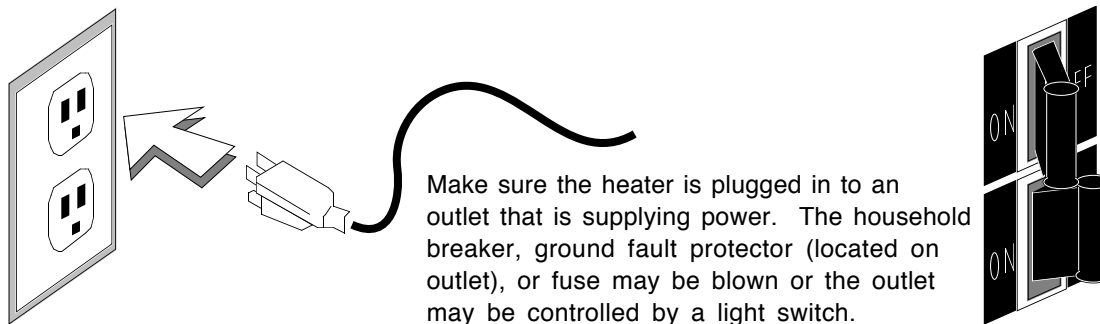 ON
FF
Make sure the heater is plugged in to an
outlet that is supplying power. The household
breaker, ground fault protector (located on
outlet), or fuse may be blown or the outlet
may be controlled by a light switch.
ON